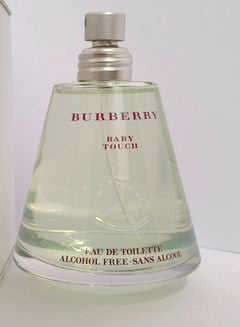 BURBERRY
BABY
TOUCH
EAU DE TOILETTE
ALCOHOL FREE-SANS ALCOOL